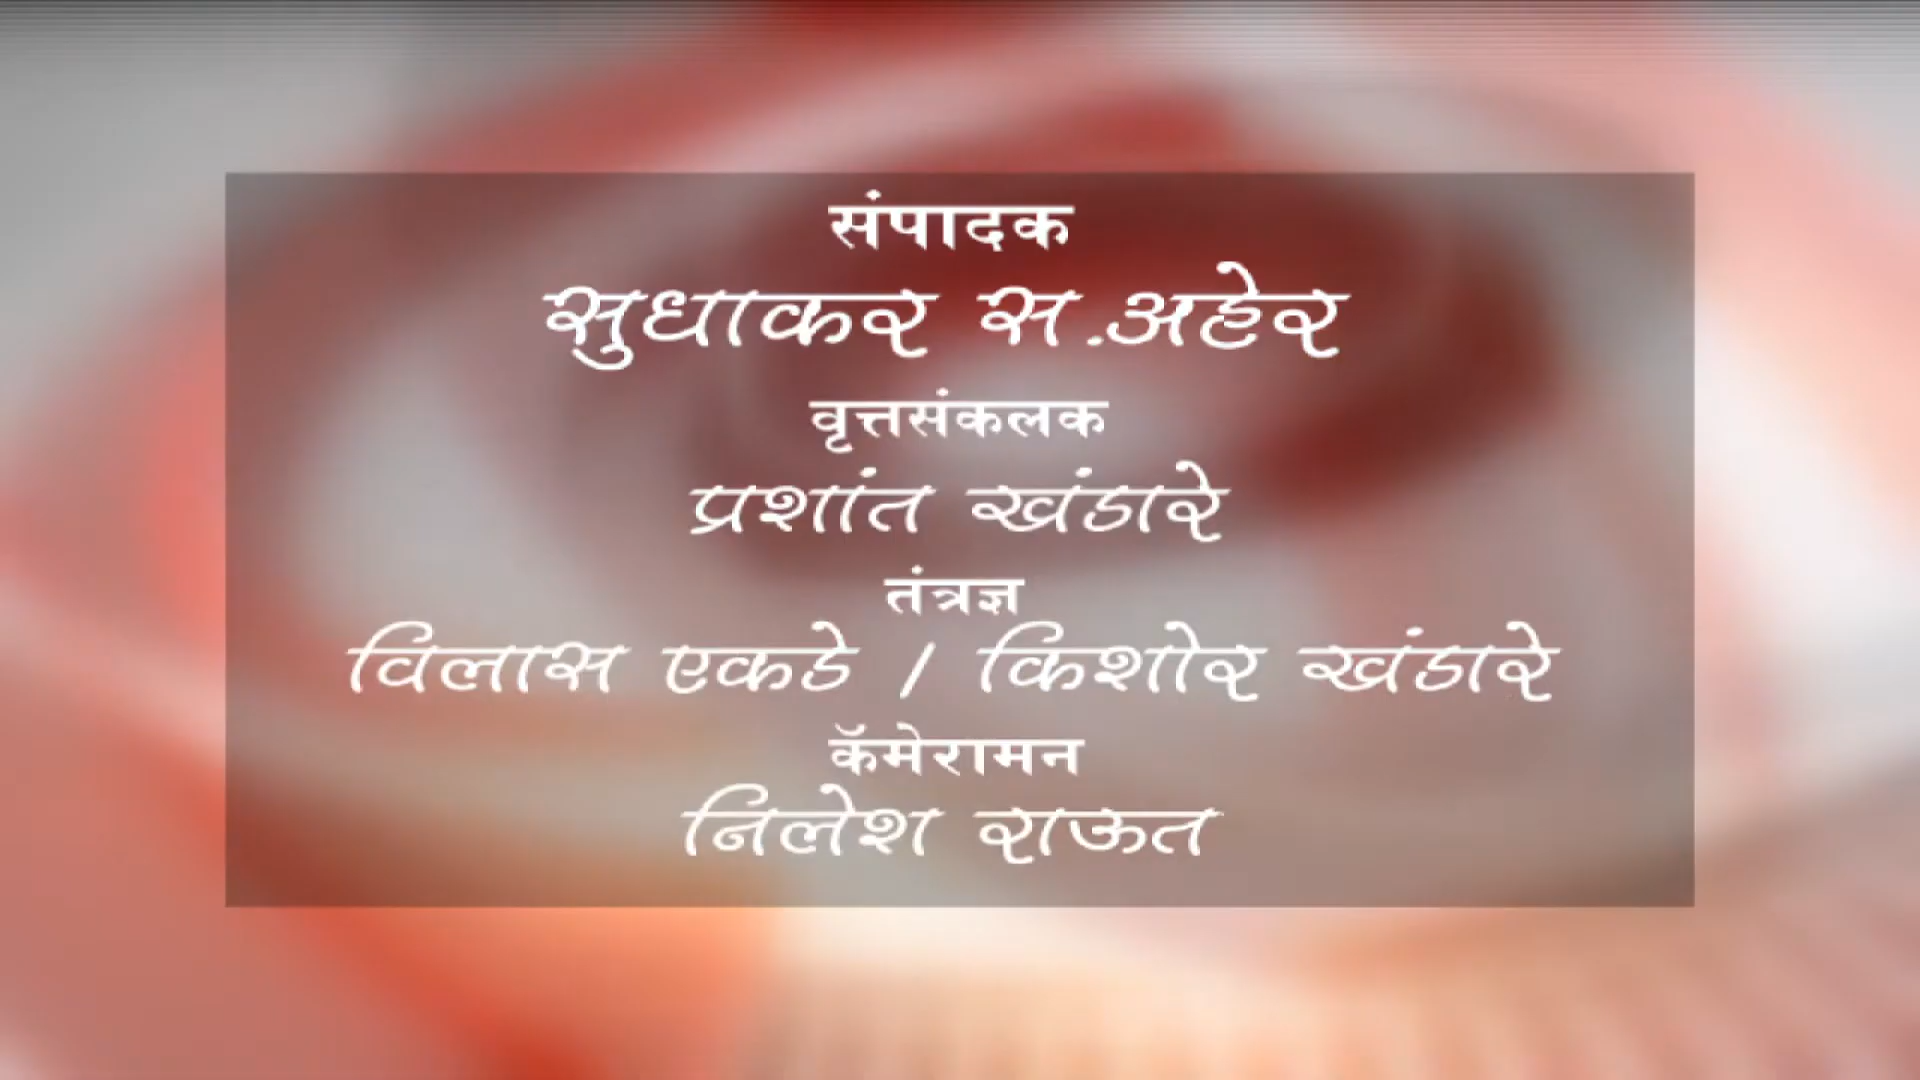 संपादक
सुधाकर स.अहेर
वृत्तसंकलक
प्रशांत खंडारे
तंत्रज्ञ
विलास एकडे / किशोर खंडारे
कॅमेरामन
निलेश राऊत